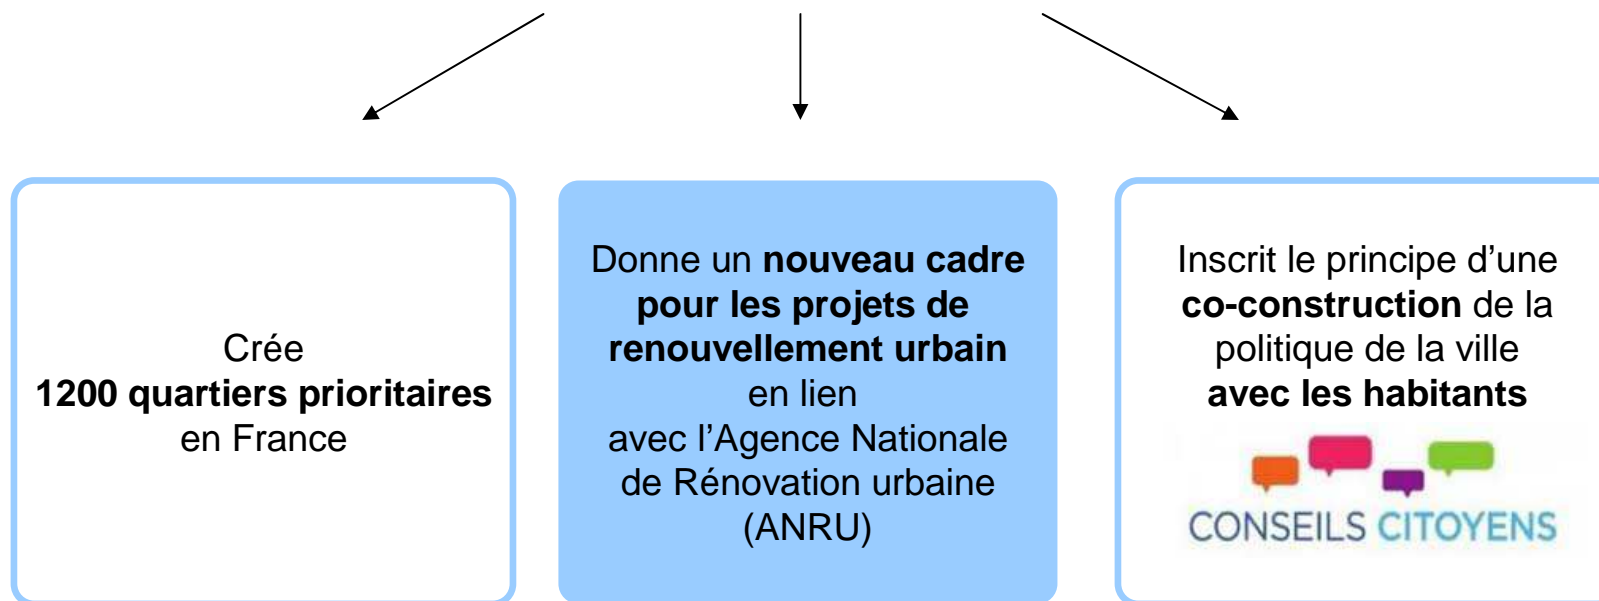 Crée
1200 quartiers prioritaires
en France
Donne un nouveau cadre
pour les projets de
renouvellement urbain
en lien
avec l’Agence Nationale
de Rénovation urbaine
(ANRU)
Inscrit le principe d’une
co-construction de la
politique de la ville
avec les habitants
CONSEILS CITOYENS